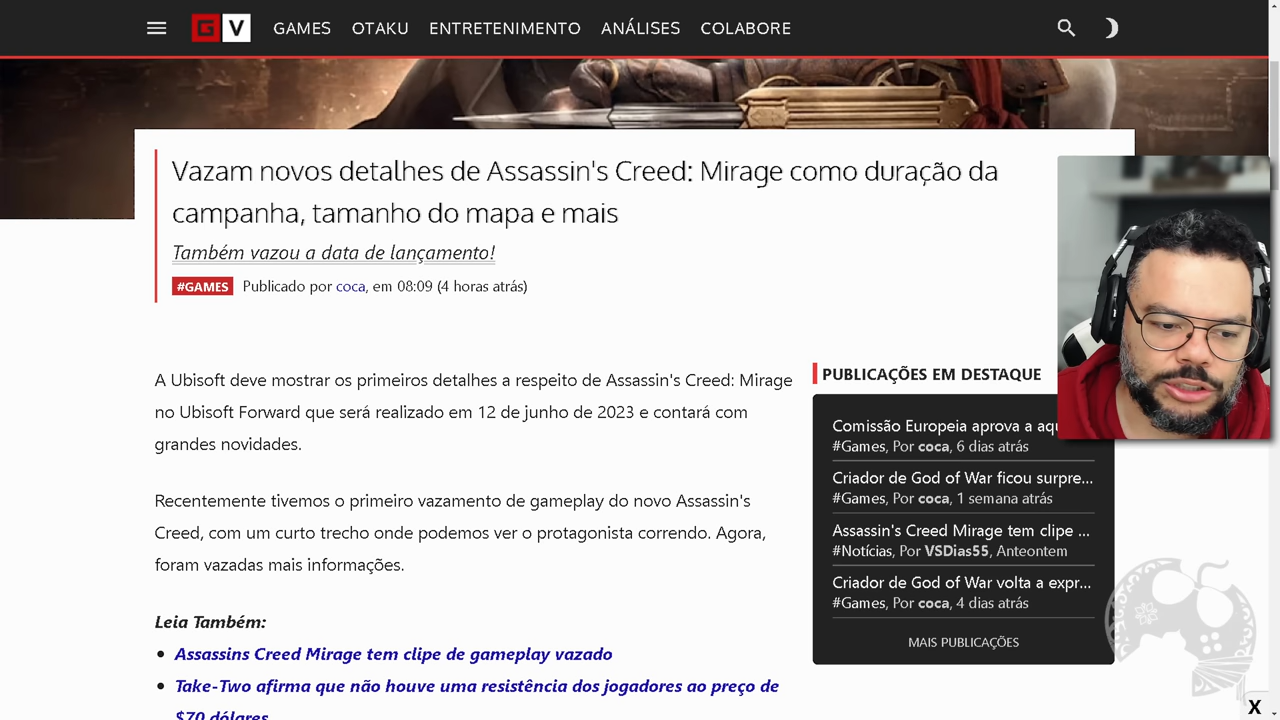 G V GAMES OTAKU ENTRETENIMENTO ANÁLISES COLABORE
Vazam novos detalhes de Assassin's Creed: Mirage como duração da
campanha, tamanho do mapa e mais
Também vazou a data de lançamento!
#GAMES Publicado por coca, em 08:09 (4 horas atrás)
A Ubisoft deve mostrar os primeiros detalhes a respeito de Assassin's Creed: Mirage
no Ubisoft Forward que será realizado em 12 de junho de 2023 e contará com
grandes novidades.
Recentemente tivemos o primeiro vazamento de gameplay do novo Assassin's
Creed, com um curto trecho onde podemos ver o protagonista correndo. Agora,
foram vazadas mais informações.
Leia Também:
Assassins Creed Mirage tem clipe de gameplay vazado
Take-Two afirma que não houve uma resistência dos jogadores ao preço de
$70 dólares
PUBLICAÇÕES EM DESTAQUE
Comissão Europeia aprova a aqu
#Games, Por coca, 6 dias atrás
Criador de God of War ficou surpre...
#Games, Por coca, 1 semana atrás
Assassin's Creed Mirage tem clipe ...
#Notícias, Por VSDias55, Anteontem
Criador de God of War volta a expr...
#Games, Por coca, 4 dias atrás
MAIS PUBLICAÇÕES
X